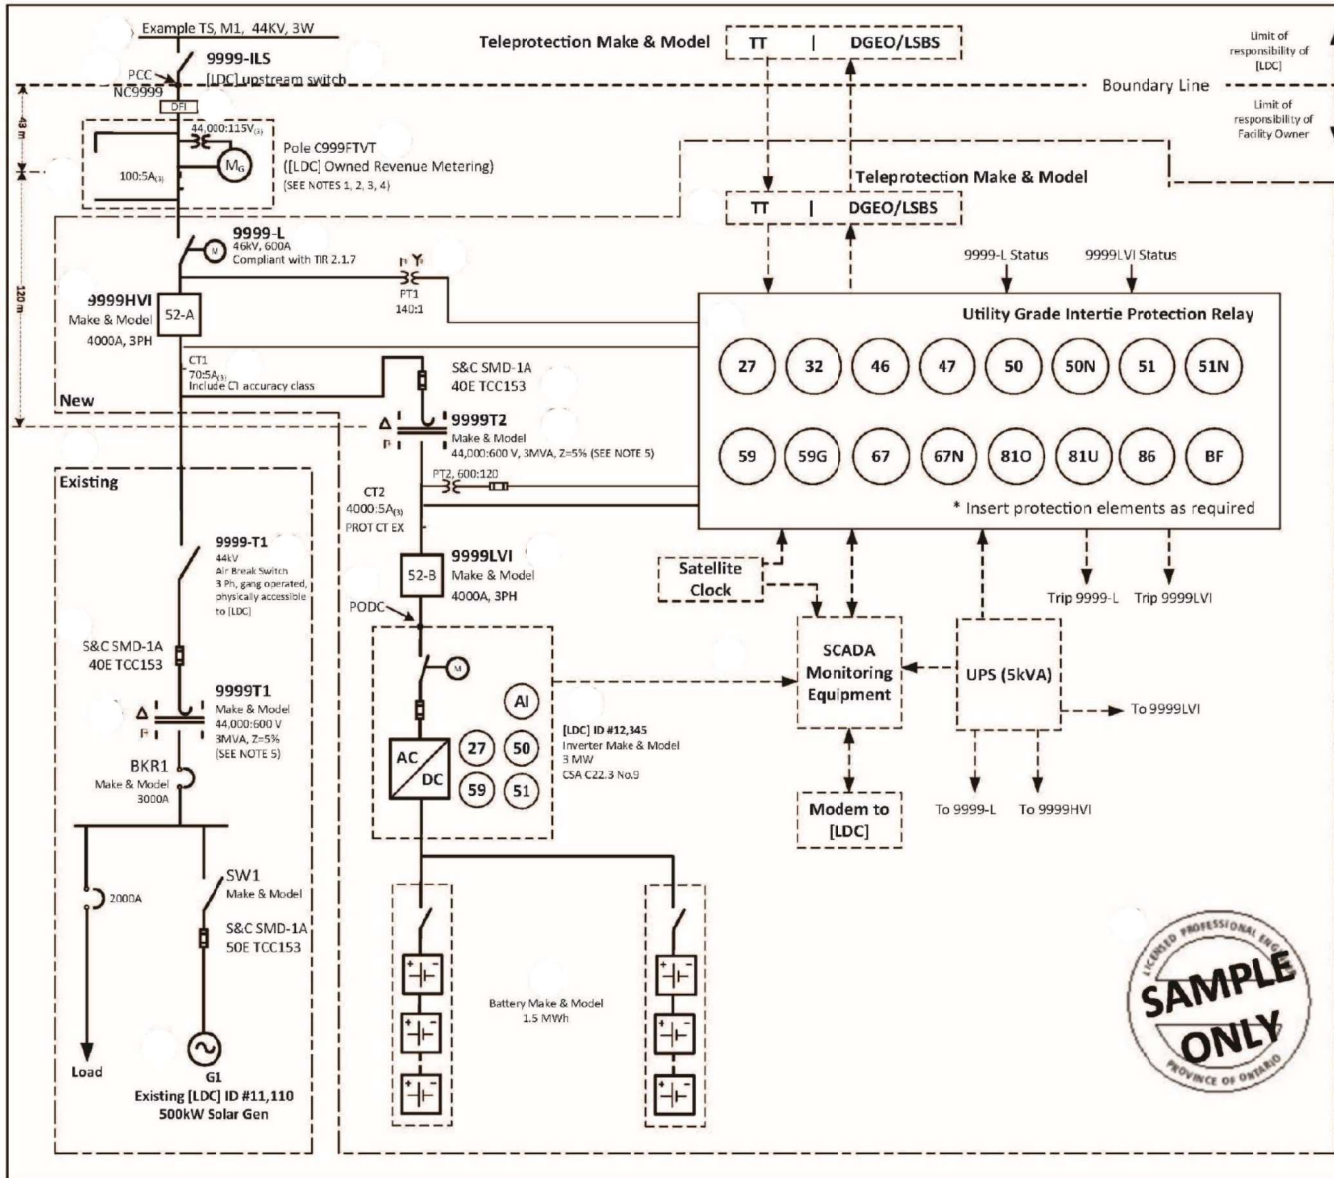 Example TS, M1, 44KV, 3W
9999-ILS
[LDC] upstream switch
PCC
NC9999
DFI
43 m
120 m
44,000:115V(3)
MG
100:5A(3)
Pole C999FTVT
([LDC] Owned Revenue Metering)
(SEE NOTES 1, 2, 3, 4)
Teleprotection Make & Model
TT | DGEO/LSBS
Limit of
responsibility of
[LDC]
Boundary Line
Limit of
responsibility of
Facility Owner
Teleprotection Make & Model
TT | DGEO/LSBS
9999-L
46kV, 600A
Compliant with TIR 2.1.7
M
PT1
140:1
9999HVI
Make & Model
4000A, 3PH
52-A
CT1
70:5A(3)
Include CT accuracy class
New
9999-L Status
9999LVI Status
Utility Grade Intertie Protection Relay
27 32 46 47 50 50N 51 51N
59 59G 67 67N 81O 81U 86 BF
* Insert protection elements as required
S&C SMD-1A
40E TCC153
9999T2
Make & Model
44,000:600 V, 3MVA, Z=5% (SEE NOTE 5)
PT2, 600:120
CT2
4000:5A(3)
PROT CT EX
9999LVI
Make & Model
4000A, 3PH
52-B
PODC
M
AI
27 50
59 51
AC
DC
[LDC] ID #12,345
Inverter Make & Model
3 MW
CSA C22.3 No.9
Battery Make & Model
1.5 MWh
Existing
9999-T1
44kV
Air Break Switch
3 Ph, gang operated,
physically accessible
to [LDC]
S&C SMD-1A
40E TCC153
9999T1
Make & Model
44,000:600 V
3MVA, Z=5%
(SEE NOTE 5)
BKR1
Make & Model
3000A
2000A
SW1
Make & Model
S&C SMD-1A
50E TCC153
Load
G1
Existing [LDC] ID #11,110
500kW Solar Gen
Satellite
Clock
SCADA
Monitoring
Equipment
UPS (5kVA)
Trip 9999-L
Trip 9999LVI
To 9999LVI
To 9999-L
To 9999HVI
Modem to
[LDC]
LICENSED PROFESSIONAL ENGINEER
SAMPLE
ONLY
PROVINCE OF ONTARIO